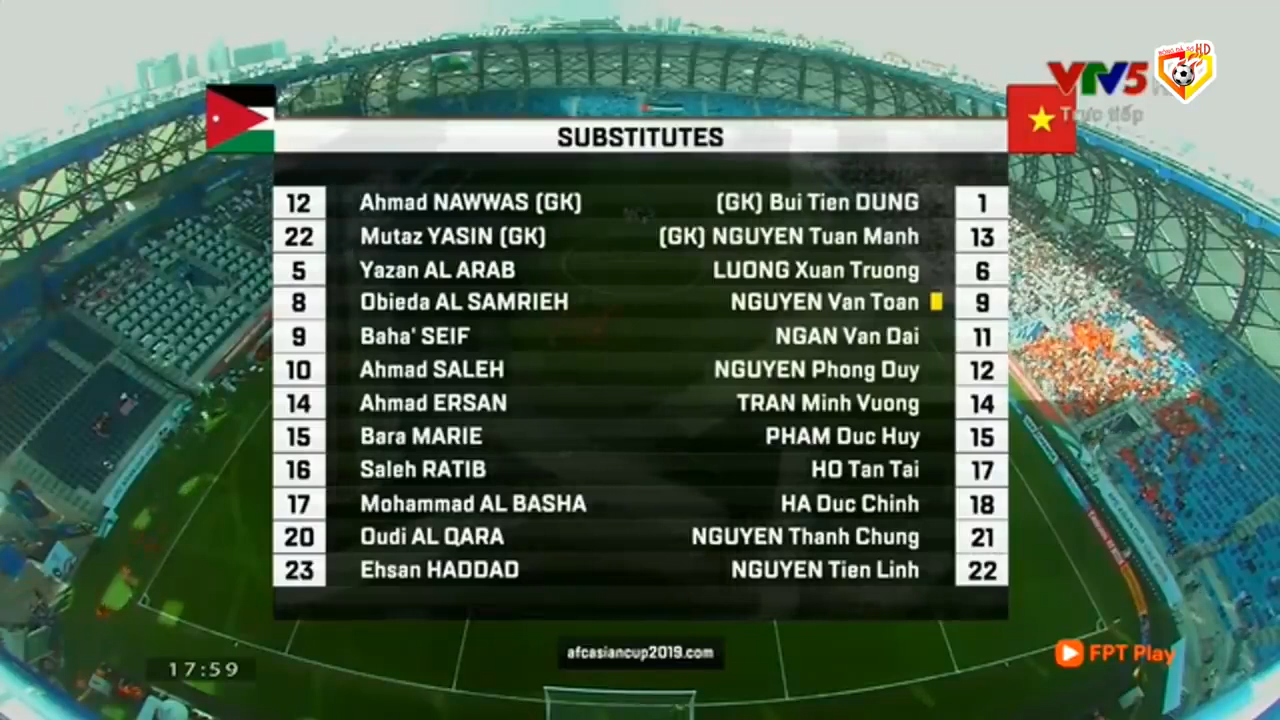 VTV5
BÓNG ĐÁ SỐ HD
Trực tiếp
SUBSTITUTES
12 Ahmad NAWWAS (GK) (GK) Bui Tien DUNG 1
22 Mutaz YASIN (GK) (GK) NGUYEN Tuan Manh 13
5 Yazan AL ARAB LUONG Xuan Truong 6
8 Obieda AL SAMRIEH NGUYEN Van Toan 9
9 Baha' SEIF NGAN Van Dai 11
10 Ahmad SALEH NGUYEN Phong Duy 12
14 Ahmad ERSAN TRAN Minh Vuong 14
15 Bara MARIE PHAM Duc Huy 15
16 Saleh RATIB HO Tan Tai 17
17 Mohammad AL BASHA HA Duc Chinh 18
20 Oudi AL QARA NGUYEN Thanh Chung 21
23 Ehsan HADDAD NGUYEN Tien Linh 22
afcasiancup2019.com
17:59
FPT Play